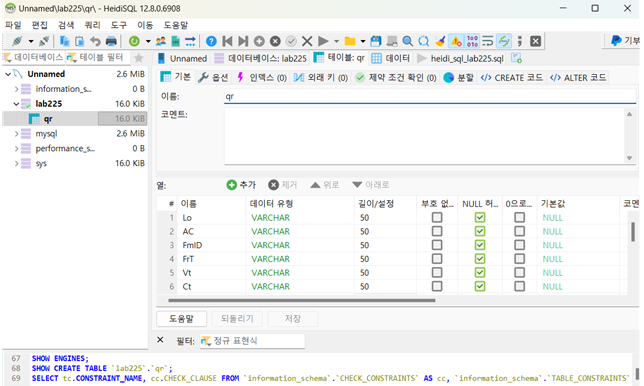 Unnamed\lab225\qr\ - HeidiSQL 12.8.0.6908
파일 편집 검색 쿼리 도구 이동 도움말
기부
데이터베이스 테이블 필터
Unnamed\ 데이터베이스: lab225 테이블: qr 데이터 heidi_sql_lab225.sql
Unnamed 2.6 MiB
information_s... 0 B
lab225 16.0 KiB
qr 16.0 KiB
mysql 2.6 MiB
performance_s... 0 B
sys 16.0 KiB
기본 옵션 인덱스 (0) 외래 키 (0) 제약 조건 확인 (0) 분할 CREATE 코드 ALTER 코드
이름: qr
코멘트:
열: 추가 제거 위로 아래로
# 이름 데이터 유형 길이/설정 부호 없... NULL 허... 0으로... 기본값 코멘
1 Lo VARCHAR 50 NULL
2 AC VARCHAR 50 NULL
3 FmID VARCHAR 50 NULL
4 FrT VARCHAR 50 NULL
5 Vt VARCHAR 50 NULL
6 Ct VARCHAR 50 NULL
도움말 되돌리기 저장
필터: 정규 표현식
67 SHOW ENGINES;
68 SHOW CREATE TABLE `lab225`.`qr`;
69 SELECT tc.CONSTRAINT_NAME, cc.CHECK_CLAUSE FROM `information_schema`.`CHECK_CONSTRAINTS` AS cc, `information_schema`.`TABLE_CONSTRAINTS`